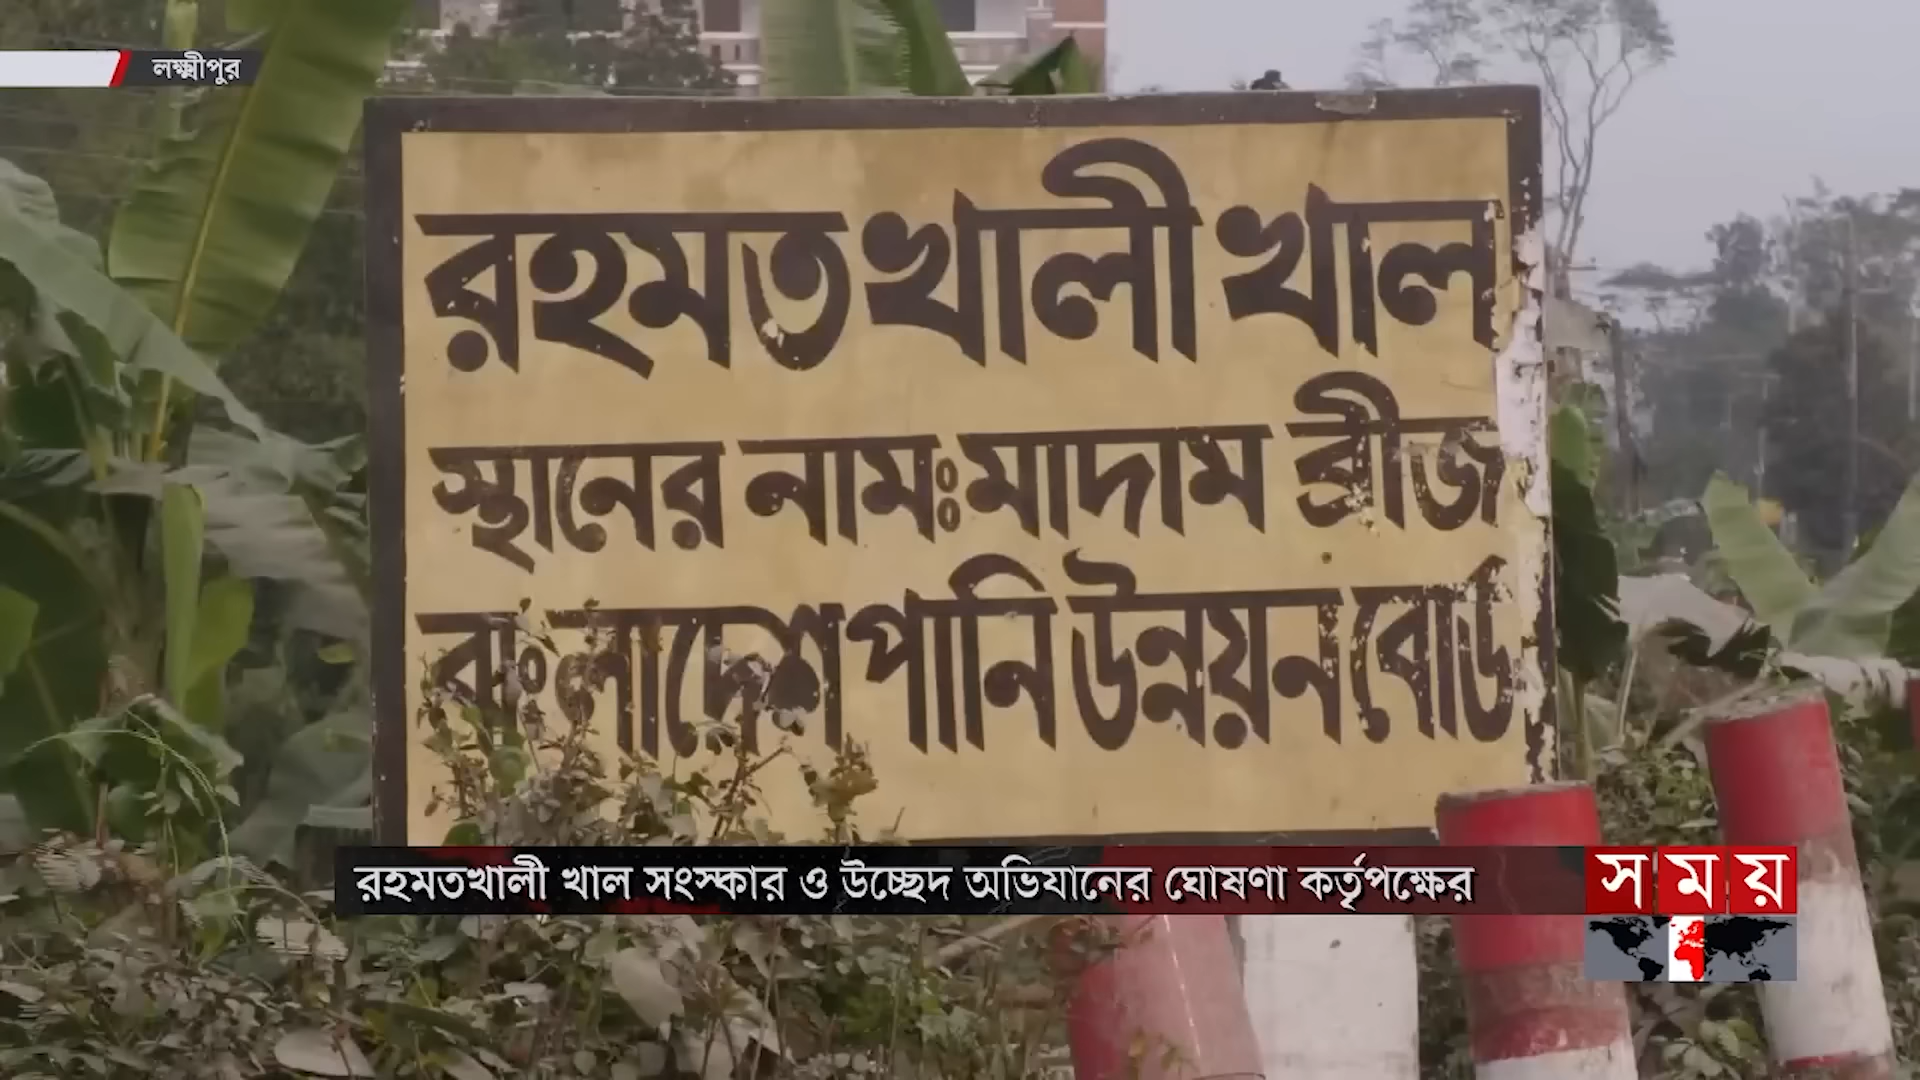 লক্ষ্মীপুর
রহমতখালী খাল
স্থানের নামঃ মাদাম ব্রীজ
বাংলাদেশ পানি উন্নয়ন বোর্ড
রহমতখালী খাল সংস্কার ও উচ্ছেদ অভিযানের ঘোষণা কর্তৃপক্ষের
সময়